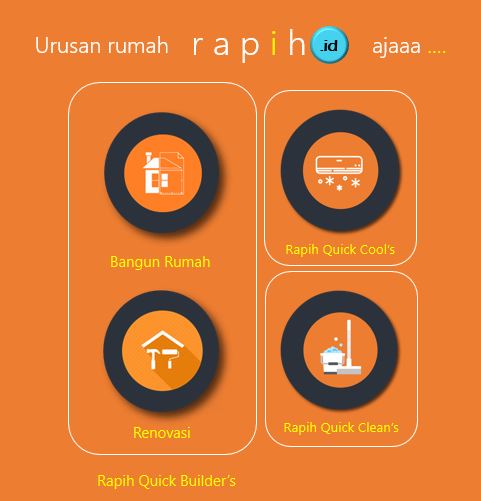 Urusan rumah rapih .id ajaaa ....
Bangun Rumah
Rapih Quick Cool's
Renovasi
Rapih Quick Clean's
Rapih Quick Builder's